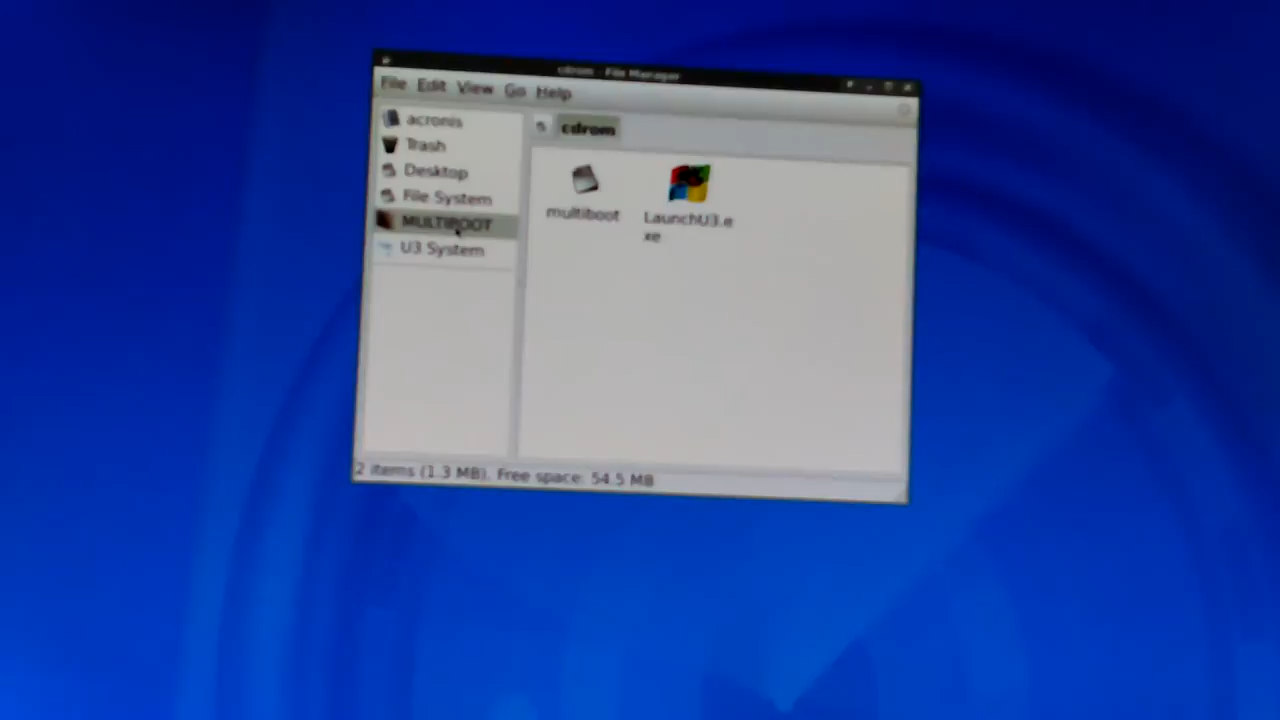 cdrom - File Manager
File Edit View Go Help
acronis
Trash
Desktop
File System
MULTIBOOT
U3 System
cdrom
multiboot
LaunchU3.e
xe
2 items (1.3 MB), Free space: 54.5 MB